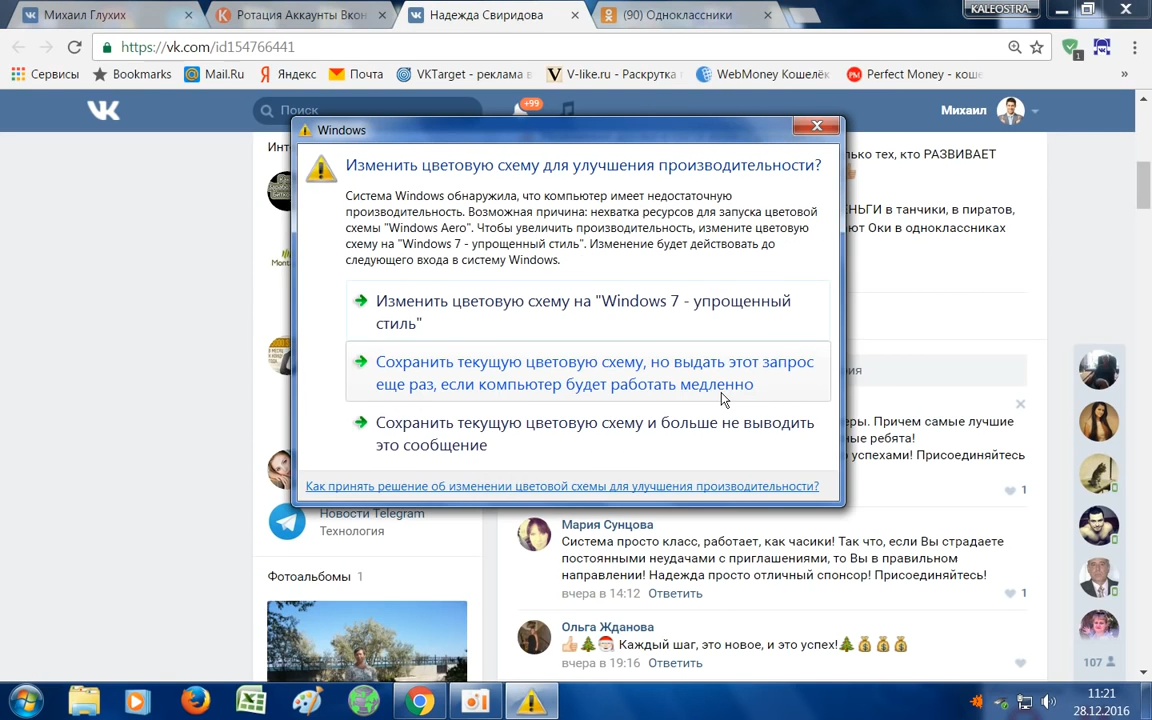 Михаил Глухих
Ротация Аккаунты Вкон
Надежда Свиридова
(90) Одноклассники
KALEOSTRA.
https://vk.com/id154766441
1
Сервисы
Bookmarks
Mail.Ru
Яндекс
Почта
VKTarget - реклама в
V-like.ru - Раскрутка
WebMoney Кошелёк
Perfect Money - коше
»
Поиск
+99
Михаил
Windows
Изменить цветовую схему для улучшения производительности?
Система Windows обнаружила, что компьютер имеет недостаточную
производительность. Возможная причина: нехватка ресурсов для запуска цветовой
схемы "Windows Aero". Чтобы увеличить производительность, измените цветовую
схему на "Windows 7 - упрощенный стиль". Изменение будет действовать до
следующего входа в систему Windows.
Изменить цветовую схему на "Windows 7 - упрощенный
стиль"
Сохранить текущую цветовую схему, но выдать этот запрос
еще раз, если компьютер будет работать медленно
Сохранить текущую цветовую схему и больше не выводить
это сообщение
Как принять решение об изменении цветовой схемы для улучшения производительности?
Инт
лько тех, кто РАЗВИВАЕТ
ЕНЬГИ в танчики, в пиратов,
ют Оки в одноклассниках
ия
еры. Причем самые лучшие
ные ребята!
успехами! Присоединяйтесь
1
Новости Telegram
Технология
Фотоальбомы 1
Мария Сунцова
Система просто класс, работает, как часики! Так что, если Вы страдаете
постоянными неудачами с приглашениями, то Вы в правильном
направлении! Надежда просто отличный спонсор! Присоединяйтесь!
вчера в 14:12 Ответить
1
Ольга Жданова
Каждый шаг, это новое, и это успех!
вчера в 19:16 Ответить
107
11:21
28.12.2016